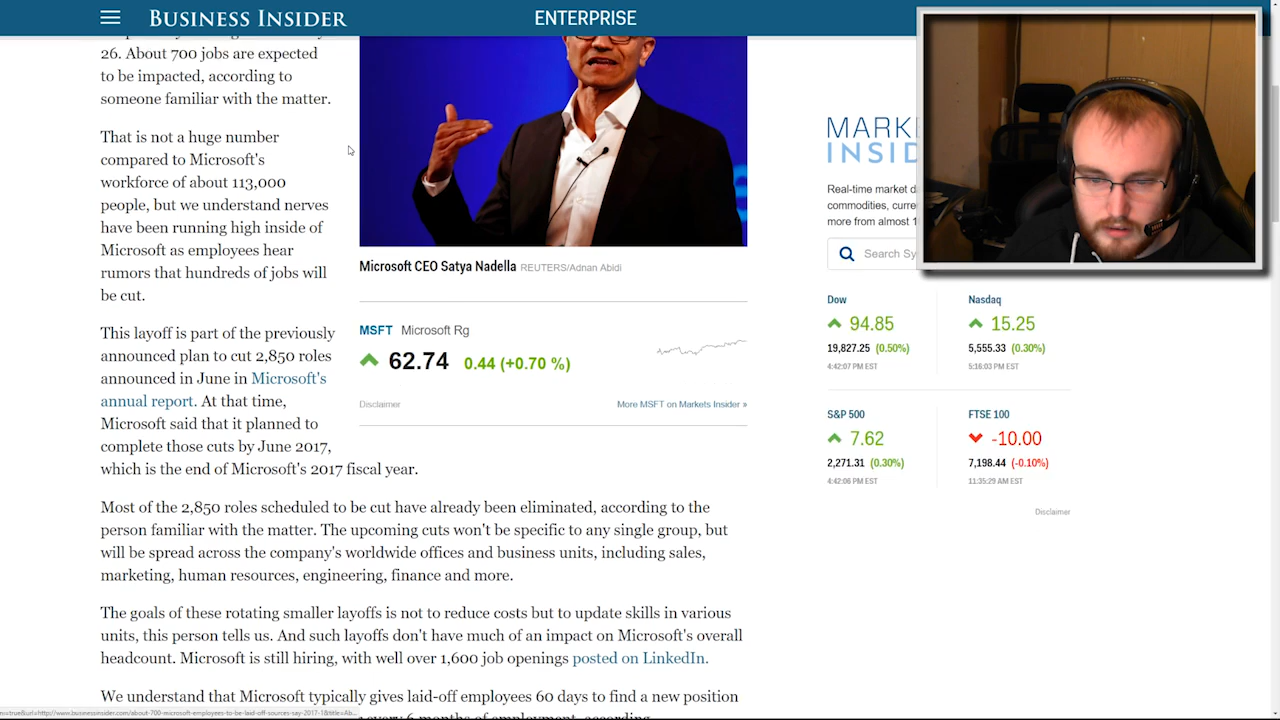 BUSINESS INSIDER
ENTERPRISE
26. About 700 jobs are expected
to be impacted, according to
someone familiar with the matter.
That is not a huge number
compared to Microsoft's
workforce of about 113,000
people, but we understand nerves
have been running high inside of
Microsoft as employees hear
rumors that hundreds of jobs will
be cut.
This layoff is part of the previously
announced plan to cut 2,850 roles
announced in June in Microsoft's
annual report. At that time,
Microsoft said that it planned to
complete those cuts by June 2017,
which is the end of Microsoft's 2017 fiscal year.
Microsoft CEO Satya Nadella REUTERS/Adnan Abidi
MSFT Microsoft Rg
62.74 0.44 (+0.70 %)
Disclaimer More MSFT on Markets Insider »
Most of the 2,850 roles scheduled to be cut have already been eliminated, according to the
person familiar with the matter. The upcoming cuts won't be specific to any single group, but
will be spread across the company's worldwide offices and business units, including sales,
marketing, human resources, engineering, finance and more.
The goals of these rotating smaller layoffs is not to reduce costs but to update skills in various
units, this person tells us. And such layoffs don't have much of an impact on Microsoft's overall
headcount. Microsoft is still hiring, with well over 1,600 job openings posted on LinkedIn.
We understand that Microsoft typically gives laid-off employees 60 days to find a new position
MARK
INSID
Real-time market d
commodities, curre
more from almost 1
Search Sy
Dow
94.85
19,827.25 (0.50%)
4:42:07 PM EST
Nasdaq
15.25
5,555.33 (0.30%)
5:16:03 PM EST
S&P 500
7.62
2,271.31 (0.30%)
4:42:06 PM EST
FTSE 100
-10.00
7,198.44 (-0.10%)
11:35:29 AM EST
Disclaimer